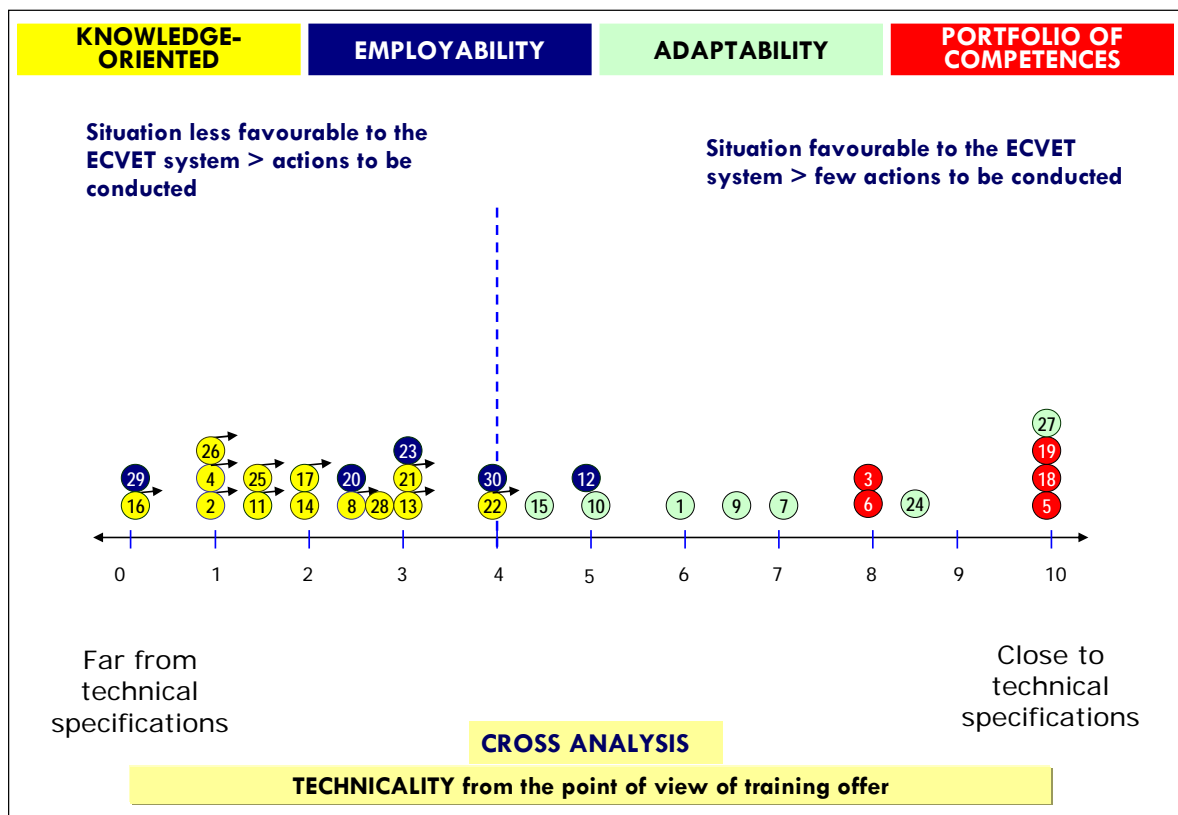 KNOWLEDGE-
ORIENTED
EMPLOYABILITY
ADAPTABILITY
PORTFOLIO OF
COMPETENCES
Situation less favourable to the
ECVET system > actions to be
conducted
Situation favourable to the ECVET
system > few actions to be conducted
27
26 23 19
29 4 25 17 20 21 30 12 3 18
16 2 11 14 8 28 13 22 15 10 1 9 7 6 24 5
0 1 2 3 4 5 6 7 8 9 10
Far from
technical
specifications
Close to
technical
specifications
CROSS ANALYSIS
TECHNICALITY from the point of view of training offer